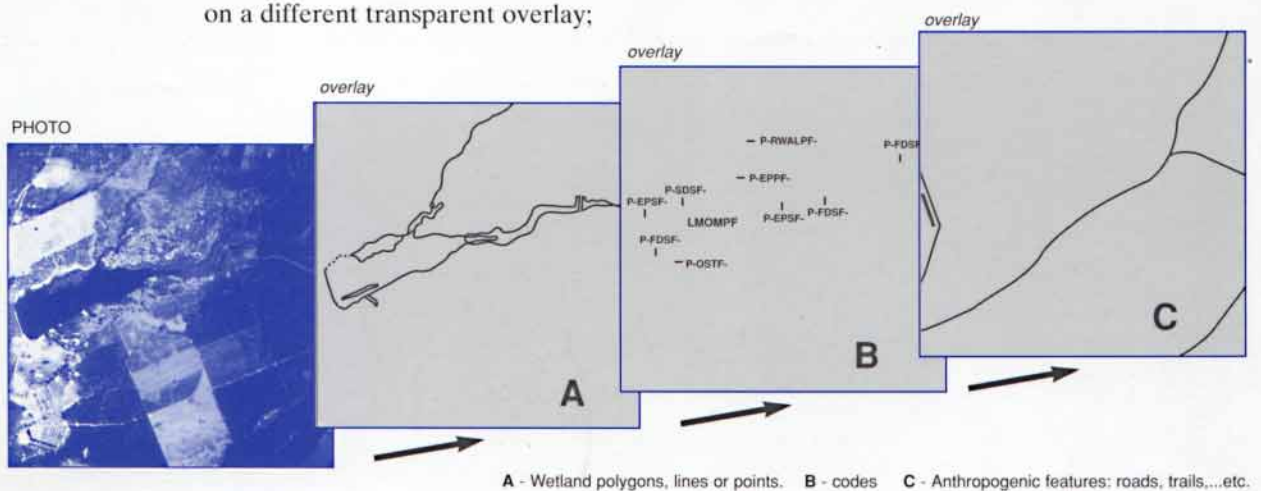 on a different transparent overlay;
overlay
overlay
overlay
PHOTO
P-RWALPF-
P-EPPF-
P-SDSF-
P-EPSF-
LMOMPF
P-EPSF-
P-FDSF-
P-FDSF-
P-OSTF-
P-FDSF
A
B
C
A - Wetland polygons, lines or points. B - codes C - Anthropogenic features: roads, trails,...etc.